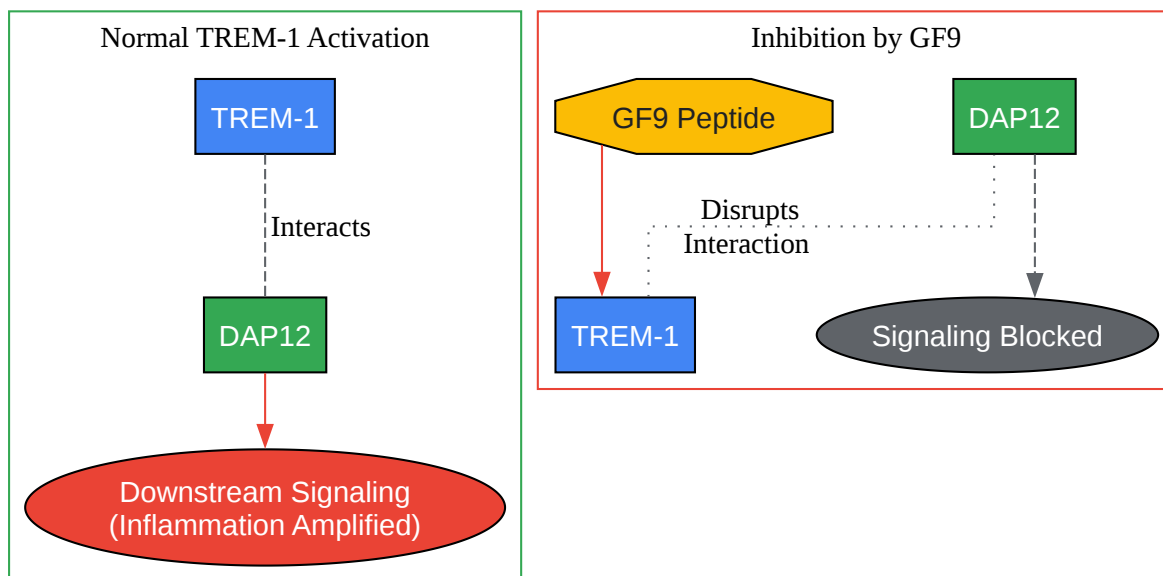 Normal TREM-1 Activation
TREM-1
Interacts
DAP12
Downstream Signaling
(Inflammation Amplified)
Inhibition by GF9
GF9 Peptide
DAP12
Disrupts
Interaction
TREM-1
Signaling Blocked